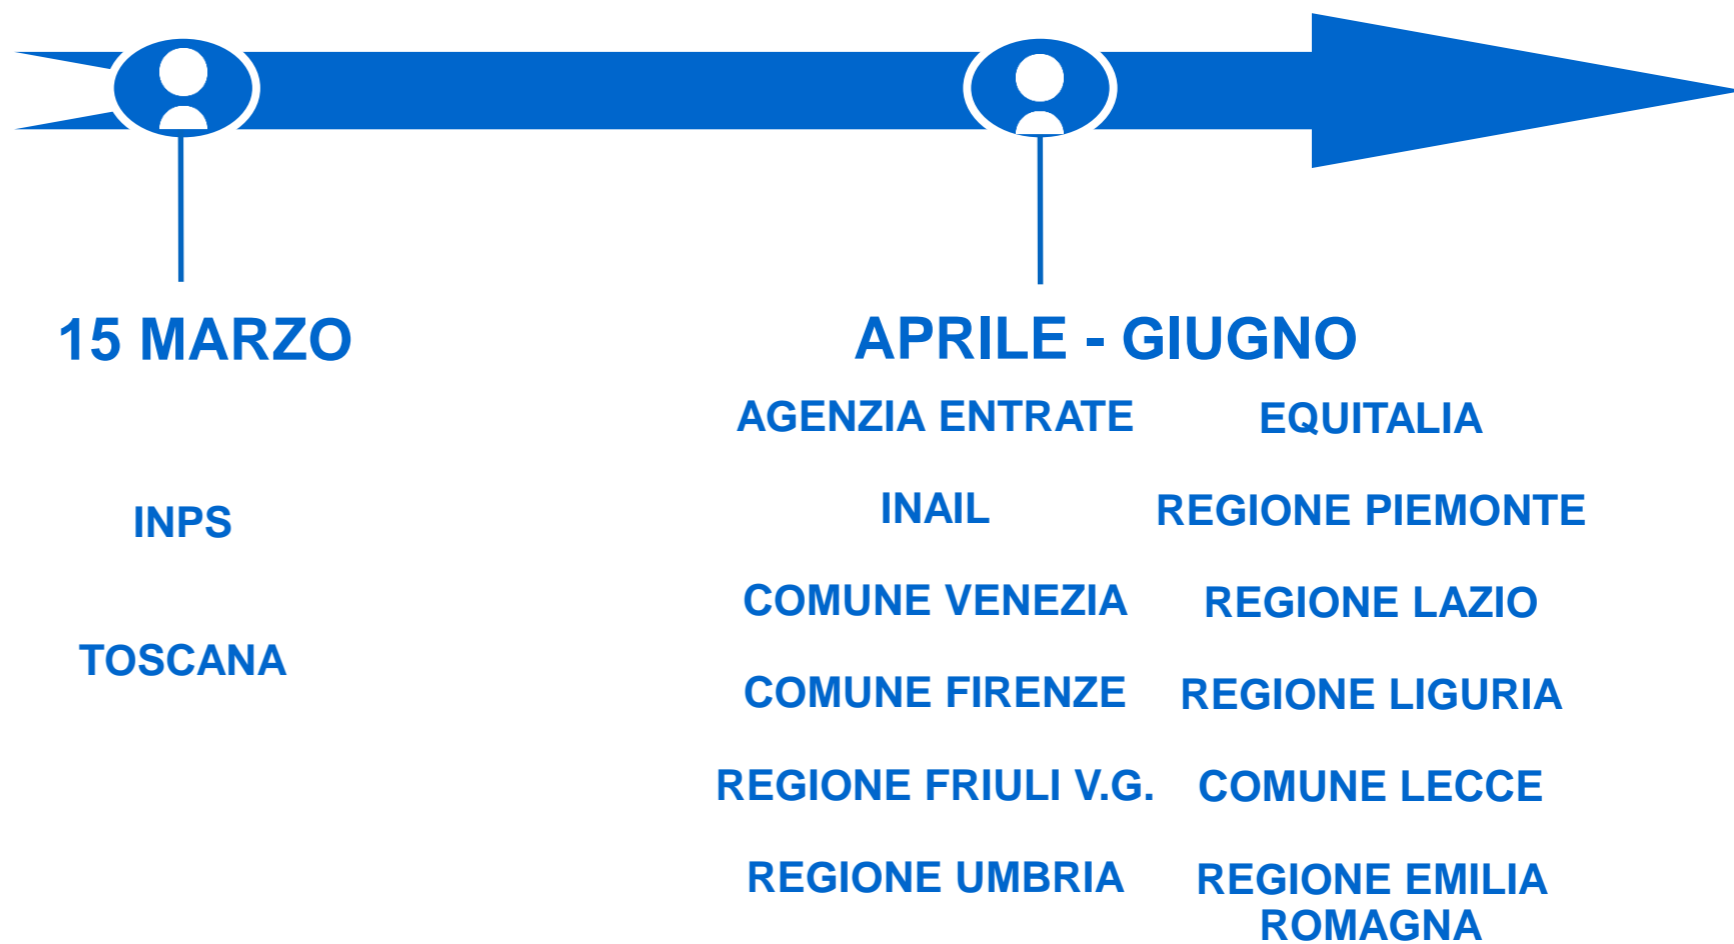 15 MARZO
INPS
TOSCANA
APRILE - GIUGNO
AGENZIA ENTRATE
INAIL
COMUNE VENEZIA
COMUNE FIRENZE
REGIONE FRIULI V.G.
REGIONE UMBRIA
EQUITALIA
REGIONE PIEMONTE
REGIONE LAZIO
REGIONE LIGURIA
COMUNE LECCE
REGIONE EMILIA
ROMAGNA